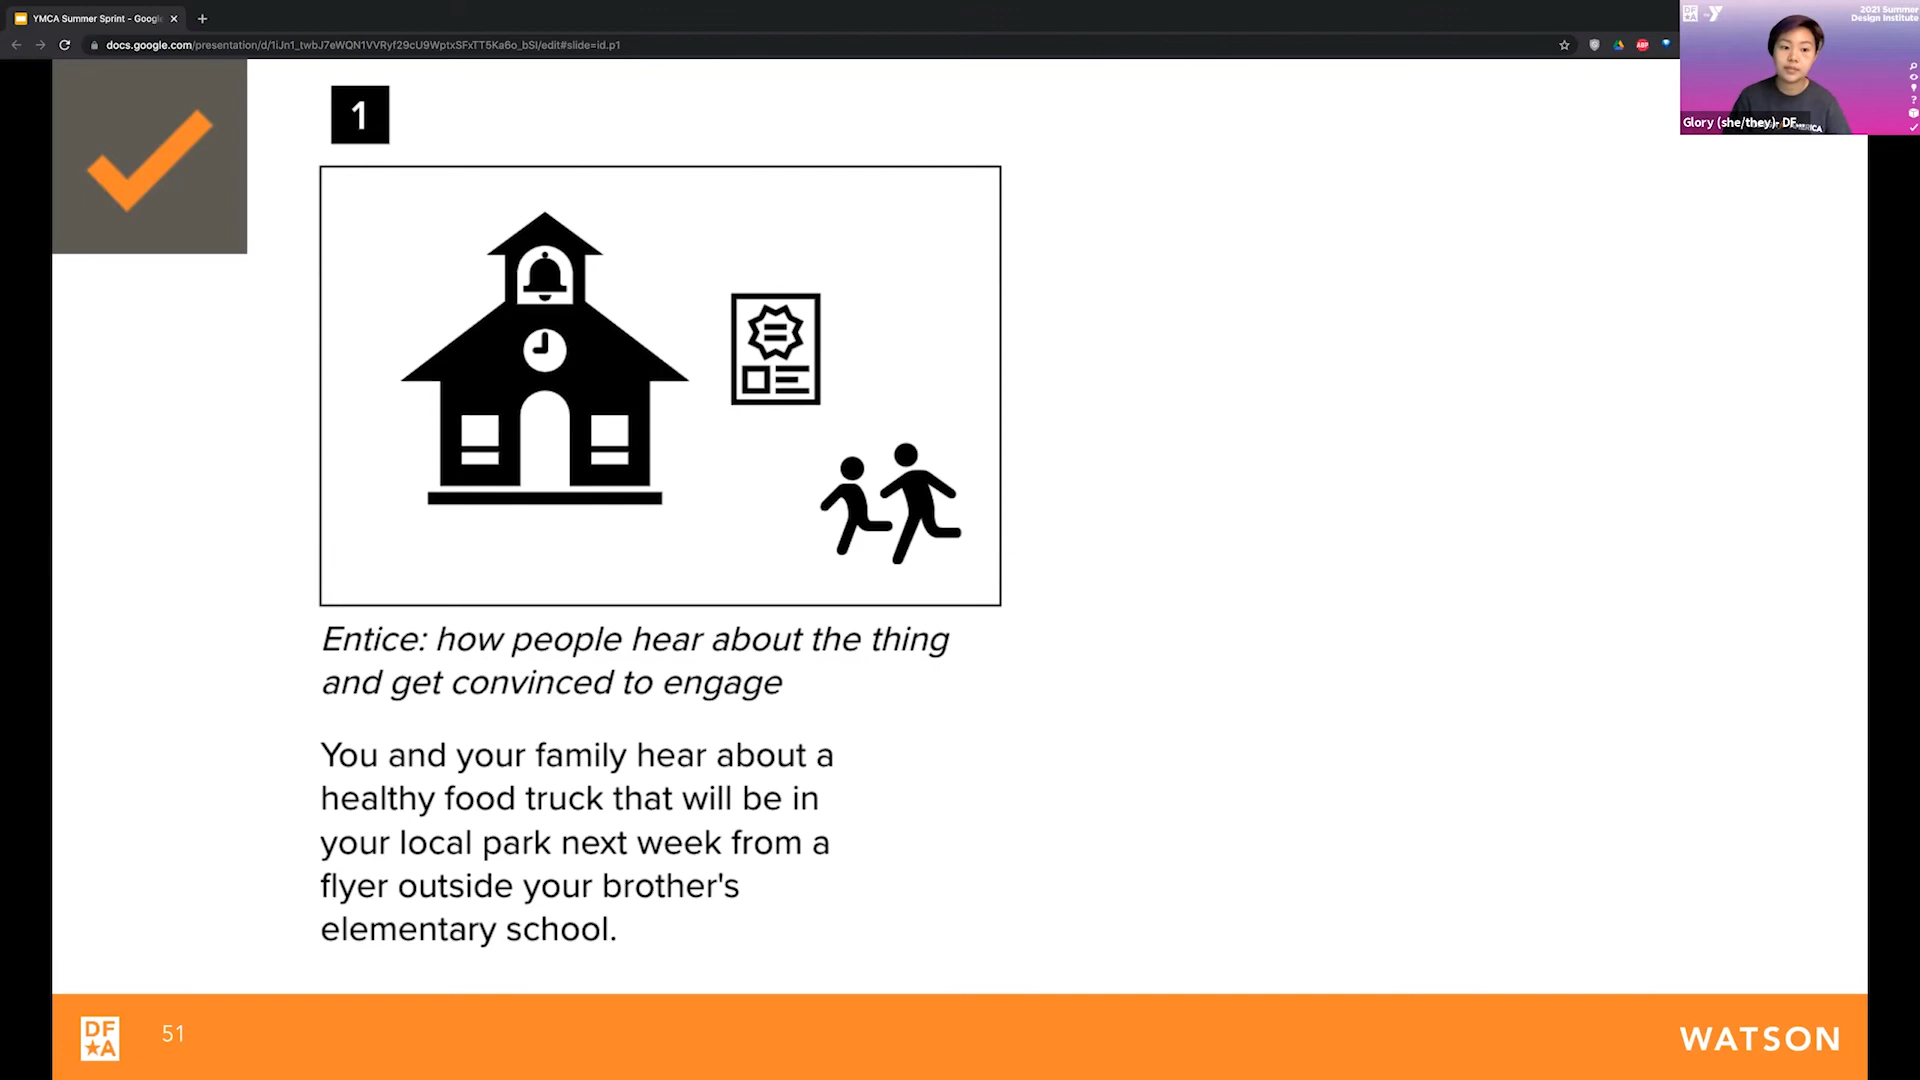 YMCA Summer Sprint - Googl
docs.google.com/presentation/d/1iJn1_twbJ7eWQN1VVRyf29cU9WptxSFxTT5Ka6o_bSI/edit#slide=id.p1
ABP
DF
A
Y
2021 Summer
Design Institute
Glory (she/they)- DF...
1
Entice: how people hear about the thing
and get convinced to engage
You and your family hear about a
healthy food truck that will be in
your local park next week from a
flyer outside your brother's
elementary school.
DF
★A
51
WATSON